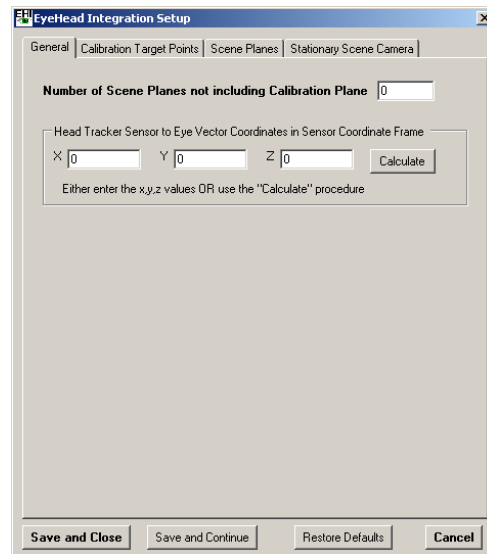 EyeHead Integration Setup
General Calibration Target Points Scene Planes Stationary Scene Camera
Number of Scene Planes not including Calibration Plane 0
Head Tracker Sensor to Eye Vector Coordinates in Sensor Coordinate Frame
X 0 Y 0 Z 0 Calculate
Either enter the x,y,z values OR use the "Calculate" procedure
Save and Close Save and Continue Restore Defaults Cancel